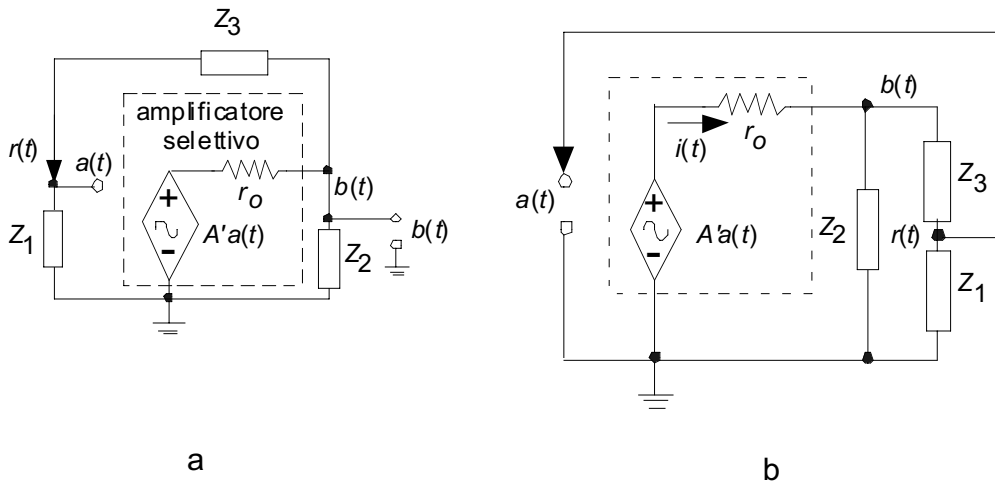 Z3
amplificatore
selettivo
r(t)
a(t)
ro
b(t)
+
-
A'a(t)
Z1
Z2
b(t)
a
b(t)
i(t)
ro
a(t)
+
-
A'a(t)
Z2
r(t)
Z3
Z1
b